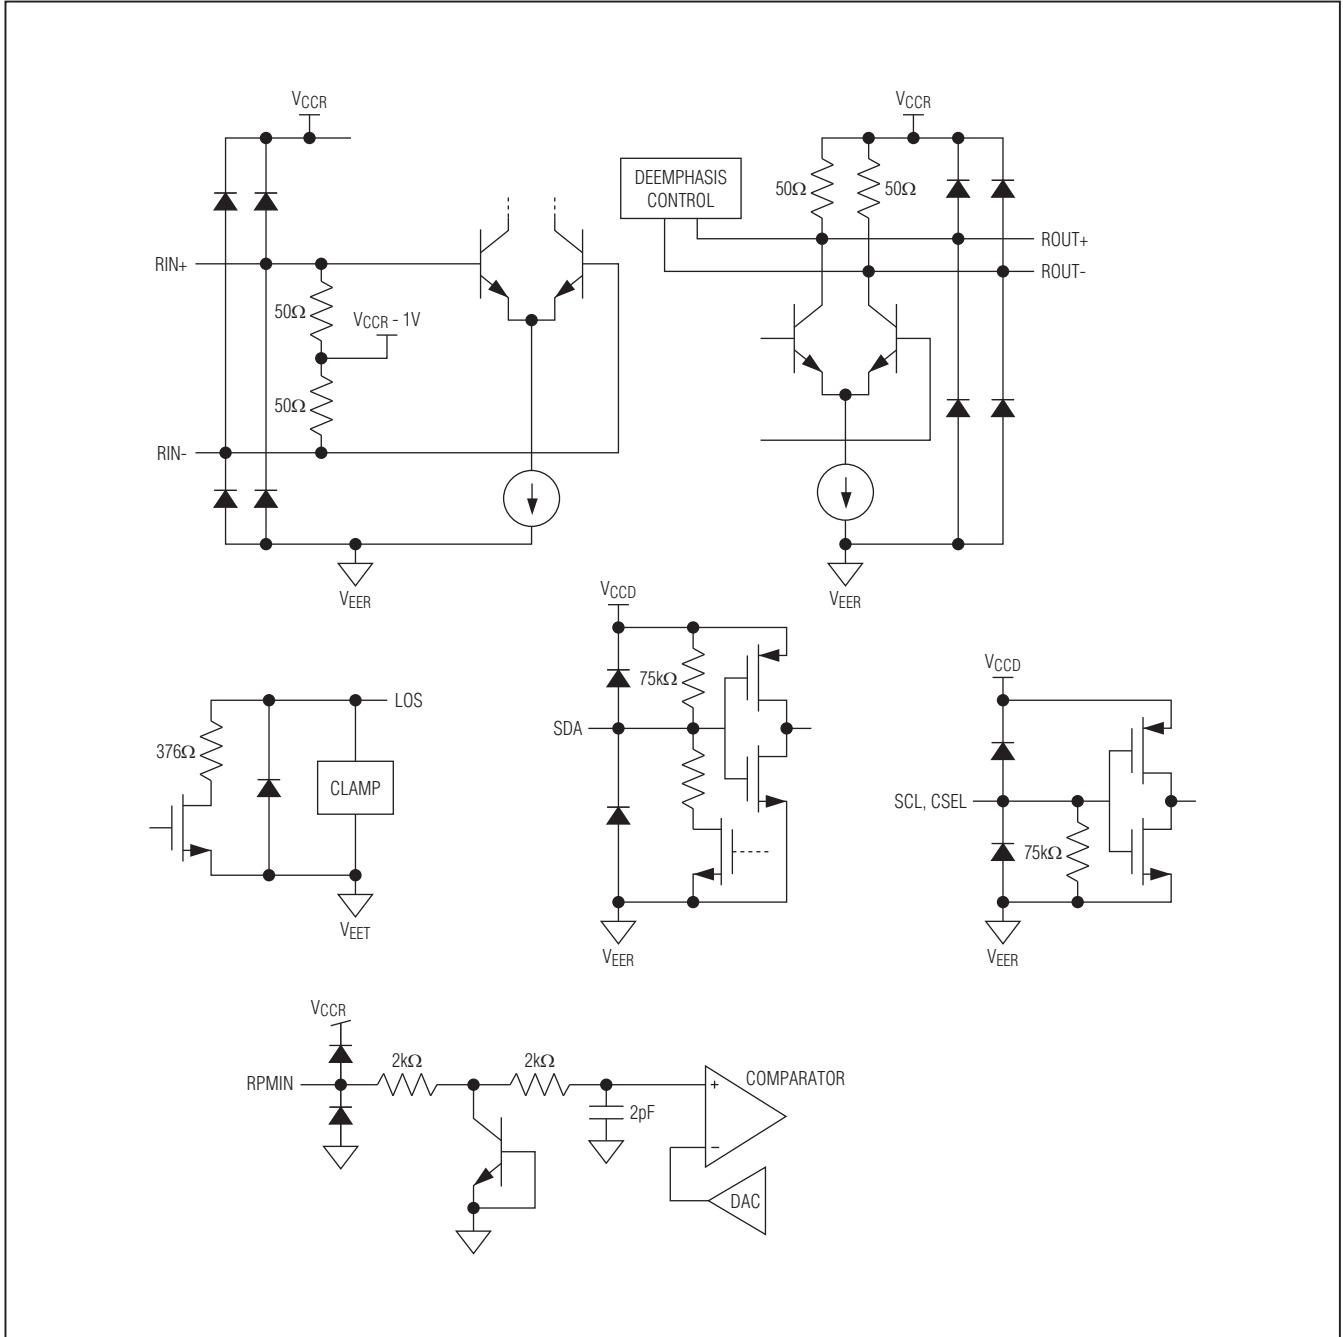 VCCR
VCCR
DEEMPHASIS
CONTROL
50Ω
50Ω
ROUT+
RIN+
ROUT-
50Ω
VCCR - 1V
50Ω
RIN-
VEER
VEER
VCCD
VCCD
75kΩ
LOS
SDA
376Ω
CLAMP
SCL, CSEL
75kΩ
VEET
VEER
VEER
VCCR
2kΩ
2kΩ
COMPARATOR
RPMIN
+
2pF
−
DAC